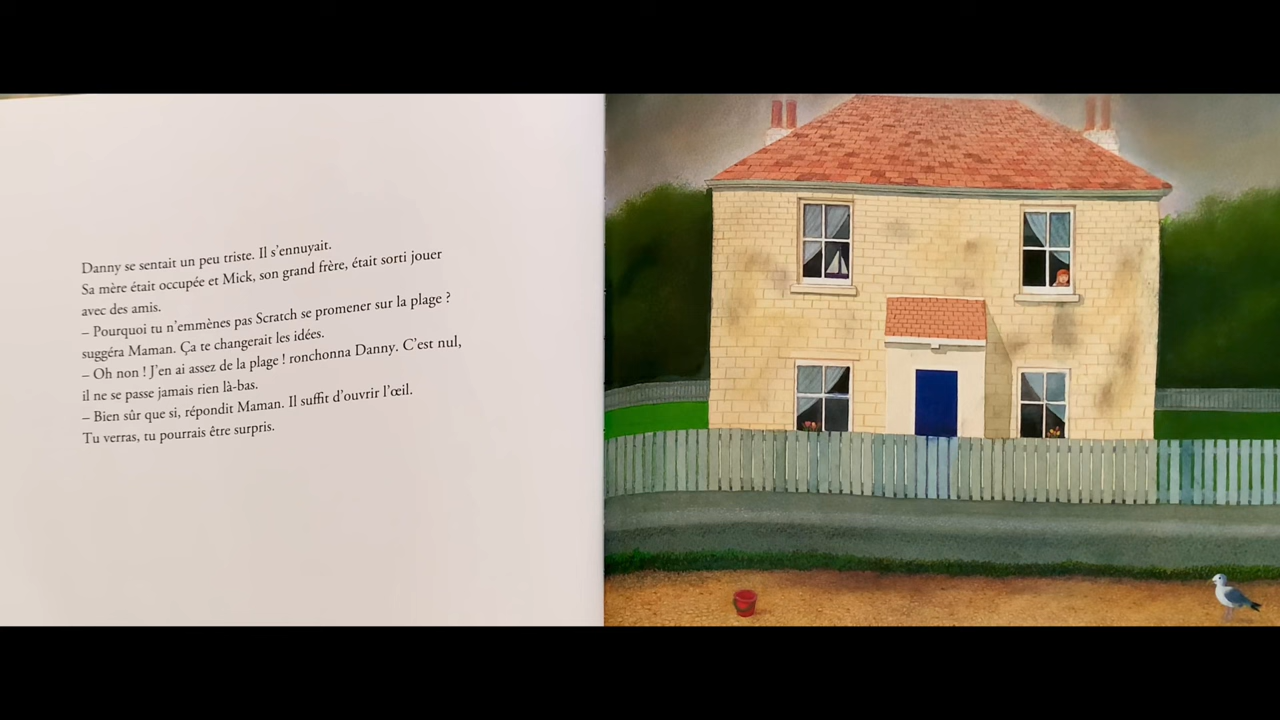 Danny se sentait un peu triste. Il s'ennuyait.
Sa mère était occupée et Mick, son grand frère, était sorti jouer
avec des amis.
– Pourquoi tu n'emmènes pas Scratch se promener sur la plage ?
suggéra Maman. Ça te changerait les idées.
– Oh non ! J'en ai assez de la plage ! ronchonna Danny. C'est nul,
il ne se passe jamais rien là-bas.
– Bien sûr que si, répondit Maman. Il suffit d'ouvrir l'œil.
Tu verras, tu pourrais être surpris.